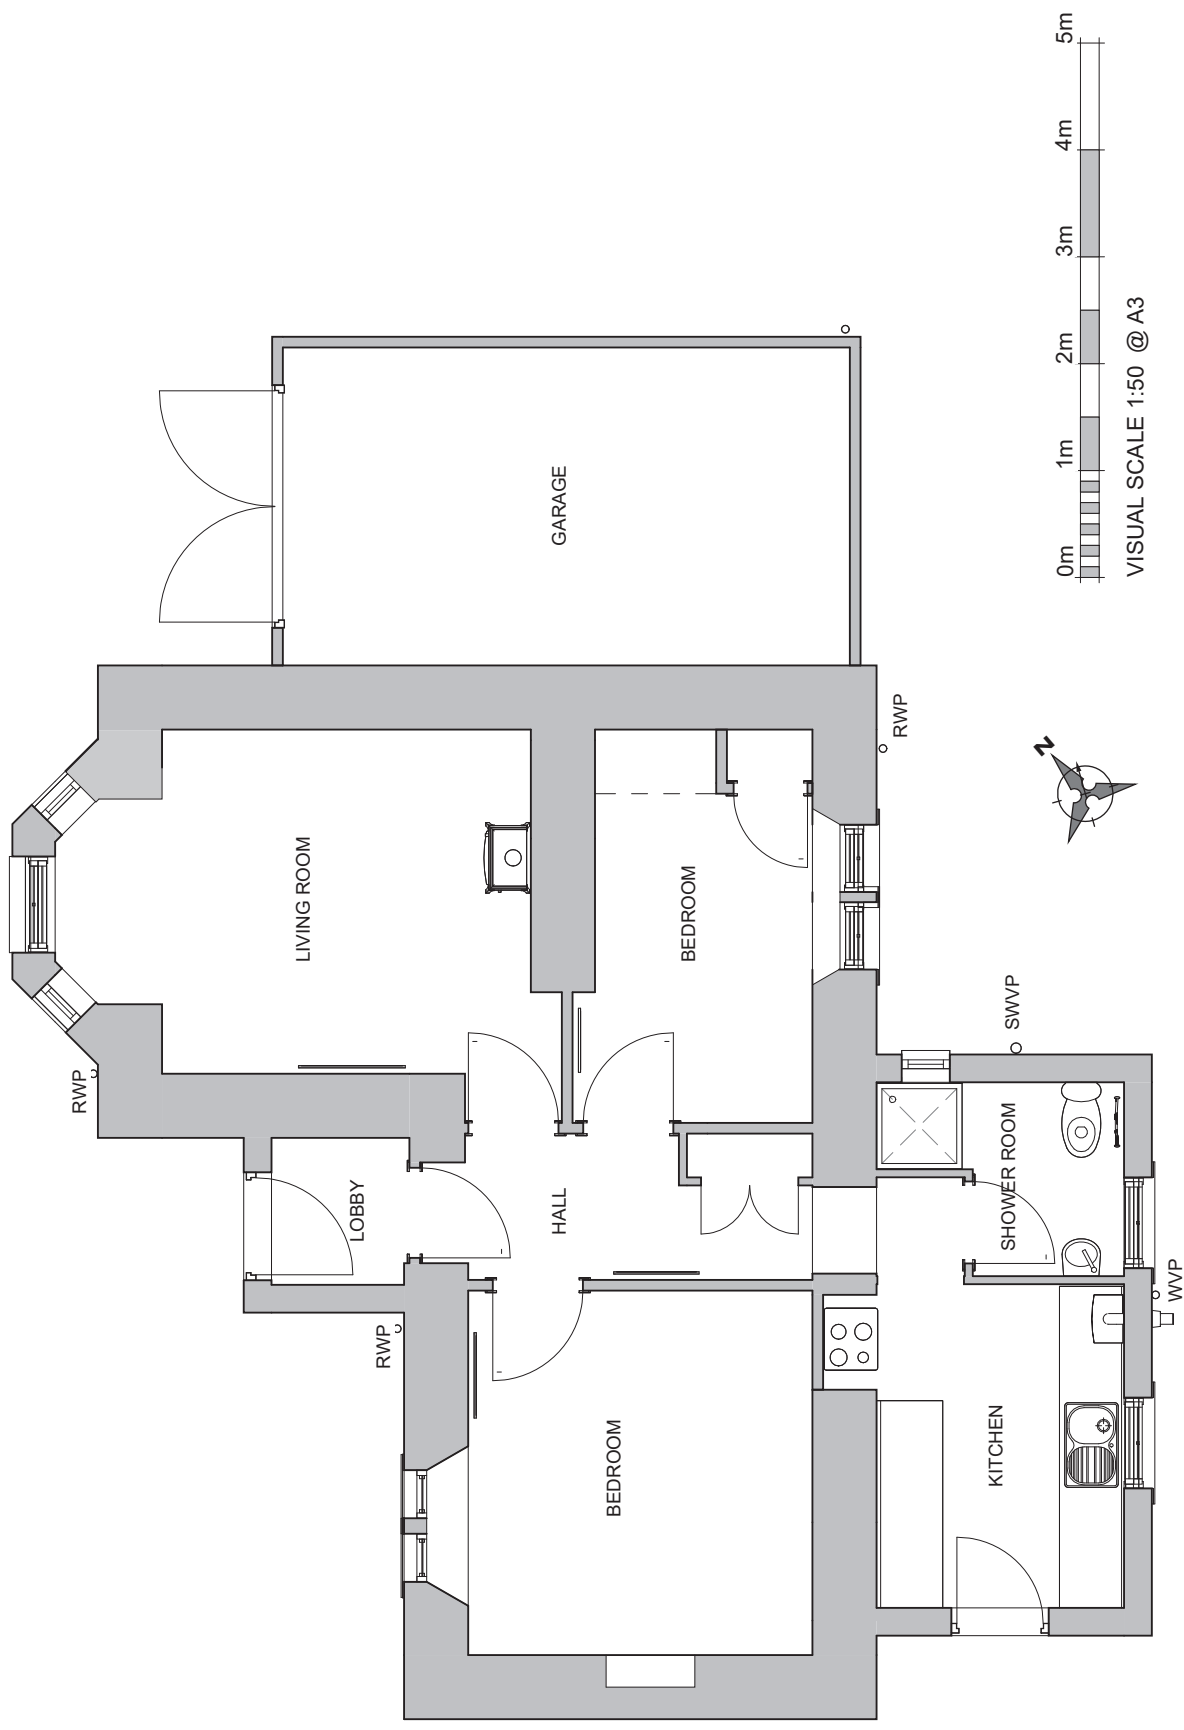 RWP
LOBBY
RWP
LIVING ROOM
HALL
BEDROOM
BEDROOM
GARAGE
RWP
SHOWER ROOM
SWVP
WVP
KITCHEN
N
0m 1m 2m 3m 4m 5m
VISUAL SCALE 1:50 @ A3